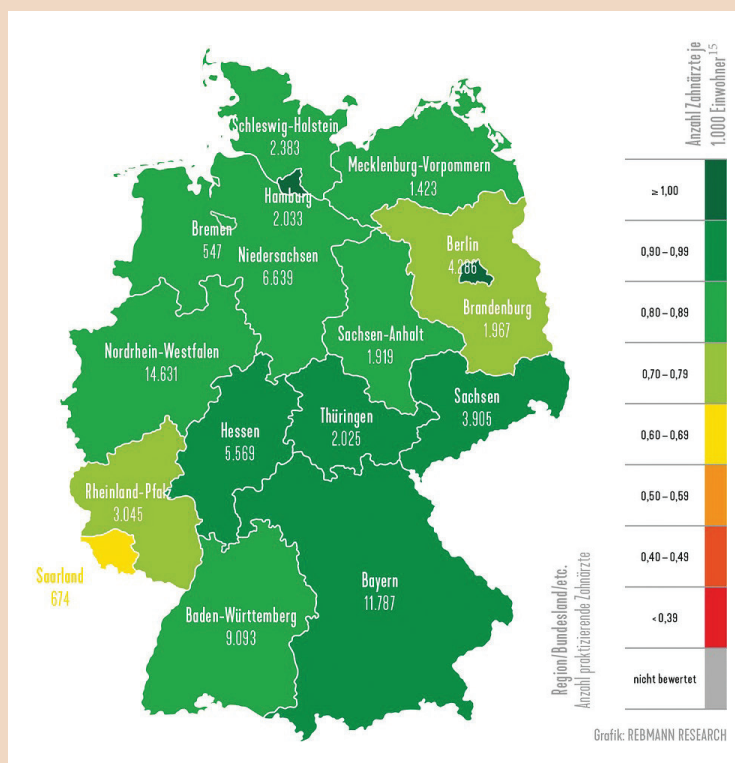 Schleswig-Holstein
2.383
Mecklenburg-Vorpommern
1.423
Hamburg
2.033
Bremen
547
Niedersachsen
6.639
Berlin
4.286
Brandenburg
1.967
Sachsen-Anhalt
1.919
Nordrhein-Westfalen
14.631
Sachsen
3.905
Thüringen
2.025
Hessen
5.569
Rheinland-Pfalz
3.045
Saarland
674
Bayern
11.787
Baden-Württemberg
9.093
Anzahl Zahnärzte je
1.000 Einwohner15
≥ 1,00
0,90 – 0,99
0,80 – 0,89
0,70 – 0,79
0,60 – 0,69
0,50 – 0,59
0,40 – 0,49
< 0,39
nicht bewertet
Region/Bundesland/etc.
Anzahl praktizierende Zahnärzte
Grafik: REBMANN RESEARCH